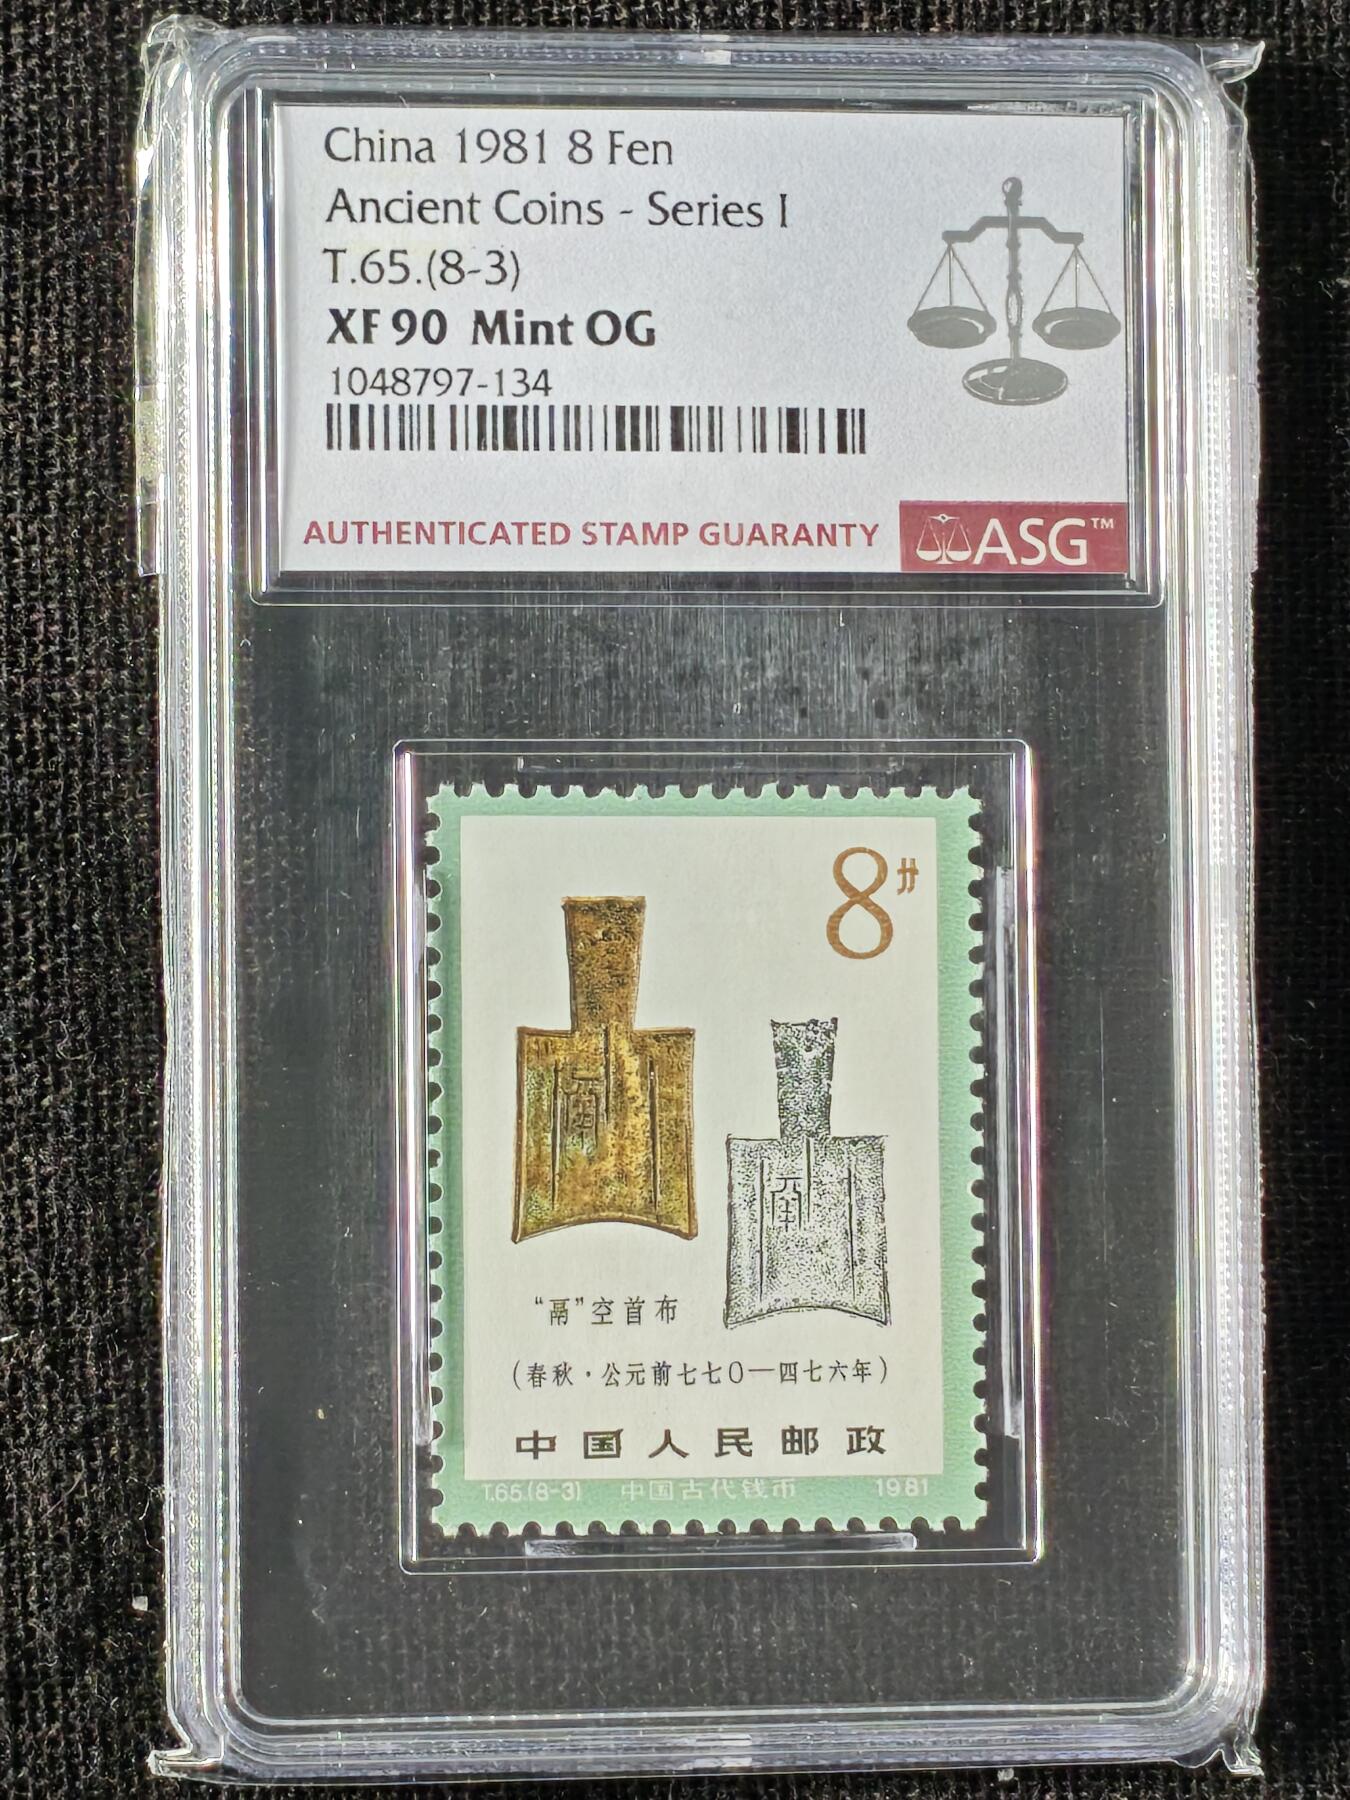 China 1981 8 Fen
Ancient Coins - Series I
T.65.(8-3)
XF 90 Mint OG
1048797-134
AUTHENTICATED STAMP GUARANTY
ASG™
8分
“鬲”空首布
（春秋·公元前七七〇—四七六年）
中国人民邮政
T.65.(8-3) 中国古代钱币 1981